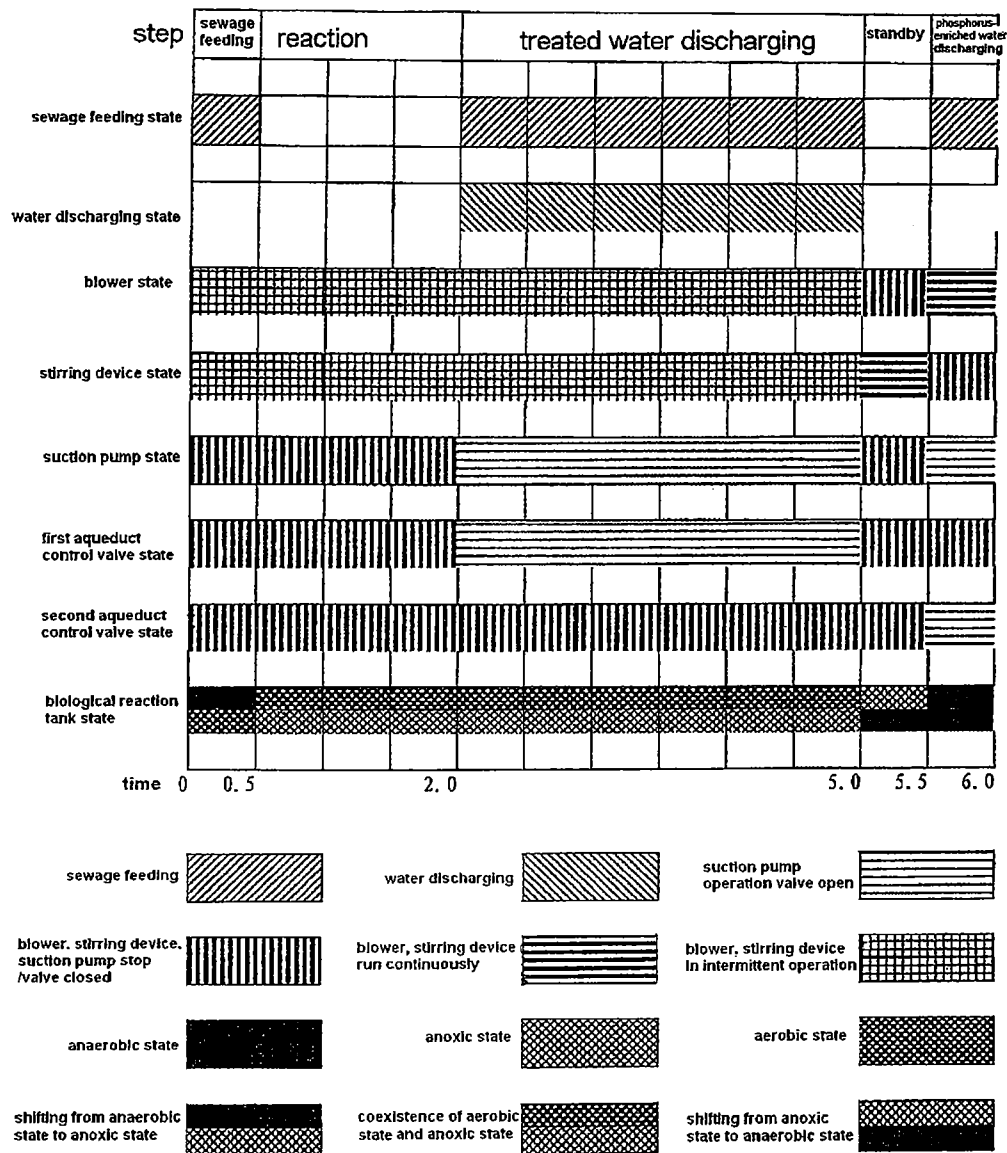 step
sewage
feeding
reaction
treated water discharging
standby
phosphorus-
enriched water
discharging
sewage feeding state
water discharging state
blower state
stirring device state
suction pump state
first aqueduct
control valve state
second aqueduct
control valve state
biological reaction
tank state
time 0 0.5 2.0 5.0 5.5 6.0
sewage feeding
water discharging
suction pump
operation valve open
blower, stirring device,
suction pump stop
/valve closed
blower, stirring device
run continuously
blower, stirring device
in intermittent operation
anaerobic state
anoxic state
aerobic state
shifting from anaerobic
state to anoxic state
coexistence of aerobic
state and anoxic state
shifting from anoxic
state to anaerobic state